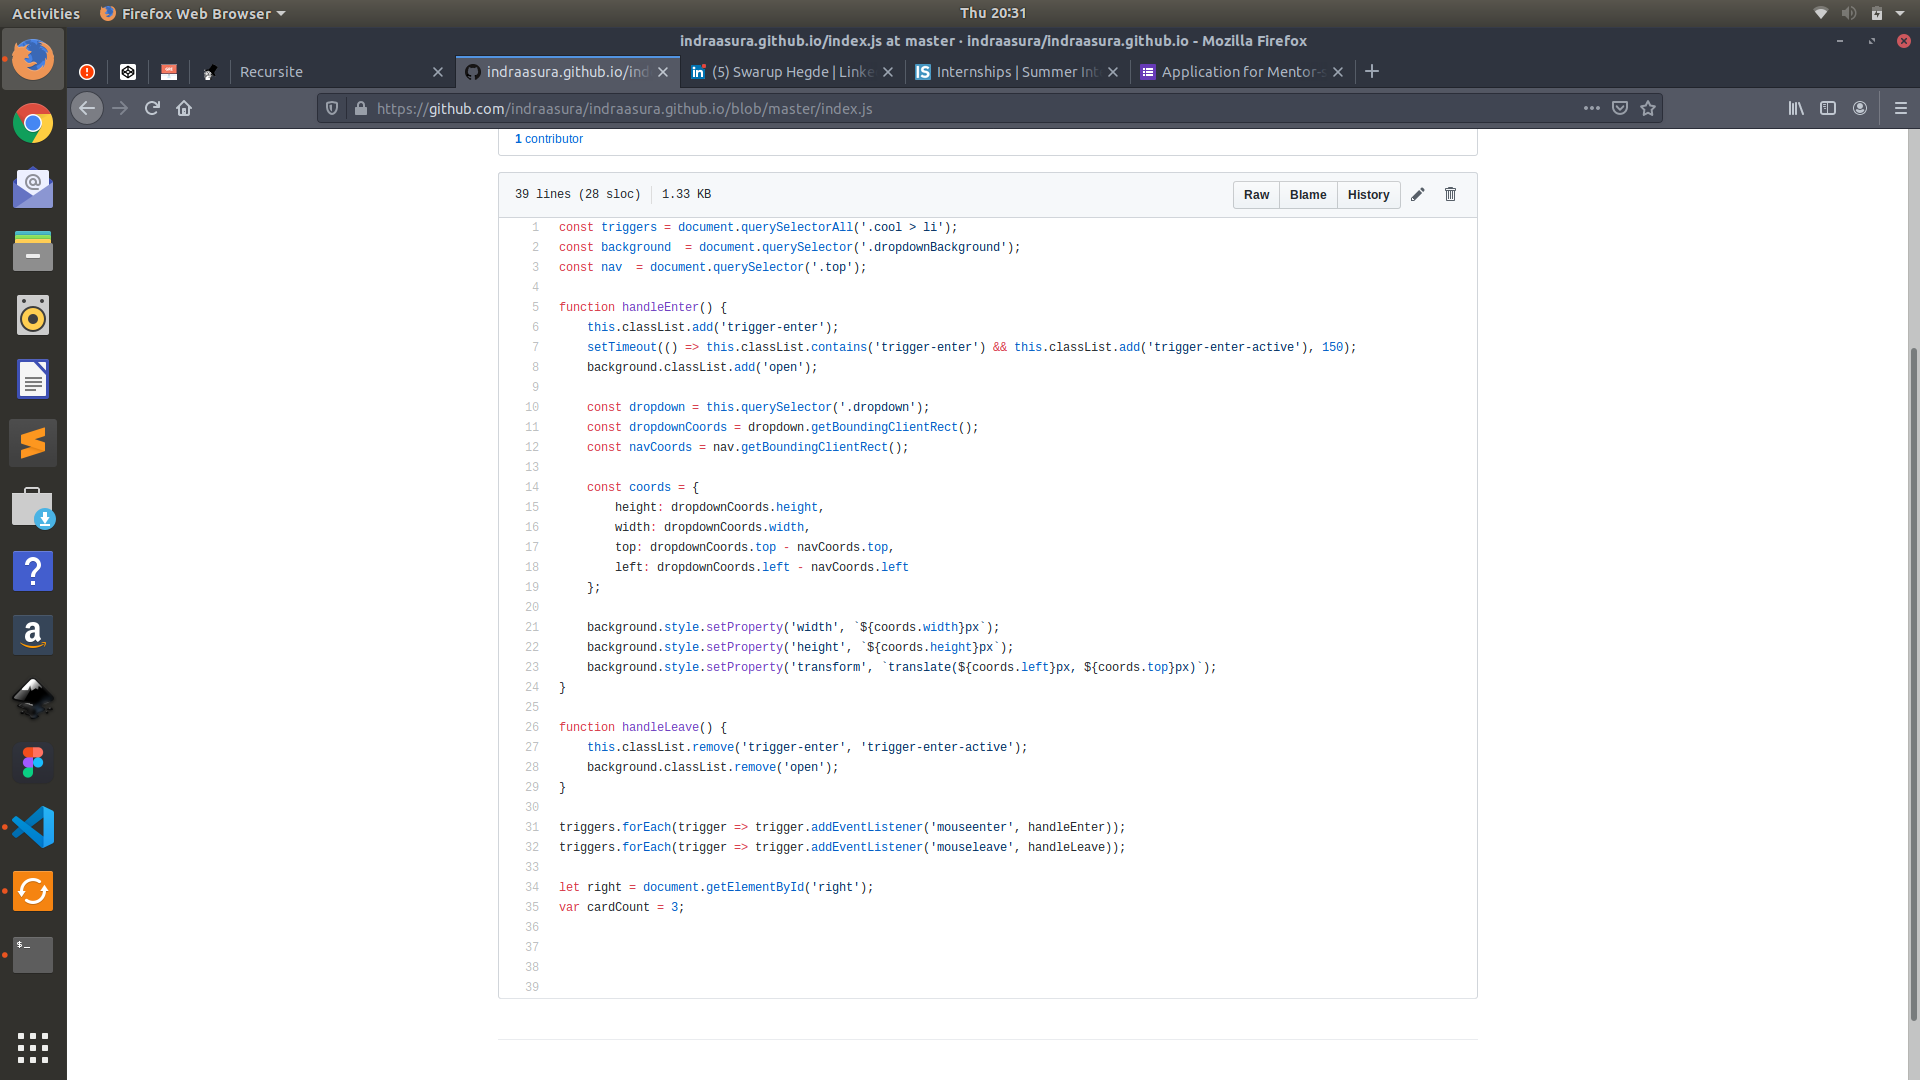 Activities
Firefox Web Browser
Thu 20:31
indraasura.github.io/index.js at master · indraasura/indraasura.github.io - Mozilla Firefox
Recursite
indraasura.github.io/ind
(5) Swarup Hegde | Linke
Internships | Summer Int
Application for Mentor-s
https://github.com/indraasura/indraasura.github.io/blob/master/index.js
1 contributor
39 lines (28 sloc) 1.33 KB
Raw Blame History
1 const triggers = document.querySelectorAll('.cool > li');
2 const background  = document.querySelector('.dropdownBackground');
3 const nav  = document.querySelector('.top');
4
5 function handleEnter() {
6     this.classList.add('trigger-enter');
7     setTimeout(() => this.classList.contains('trigger-enter') && this.classList.add('trigger-enter-active'), 150);
8     background.classList.add('open');
9
10     const dropdown = this.querySelector('.dropdown');
11     const dropdownCoords = dropdown.getBoundingClientRect();
12     const navCoords = nav.getBoundingClientRect();
13
14     const coords = {
15         height: dropdownCoords.height,
16         width: dropdownCoords.width,
17         top: dropdownCoords.top - navCoords.top,
18         left: dropdownCoords.left - navCoords.left
19     };
20
21     background.style.setProperty('width', `${coords.width}px`);
22     background.style.setProperty('height', `${coords.height}px`);
23     background.style.setProperty('transform', `translate(${coords.left}px, ${coords.top}px)`);
24 }
25
26 function handleLeave() {
27     this.classList.remove('trigger-enter', 'trigger-enter-active');
28     background.classList.remove('open');
29 }
30
31 triggers.forEach(trigger => trigger.addEventListener('mouseenter', handleEnter));
32 triggers.forEach(trigger => trigger.addEventListener('mouseleave', handleLeave));
33
34 let right = document.getElementById('right');
35 var cardCount = 3;
36
37
38
39